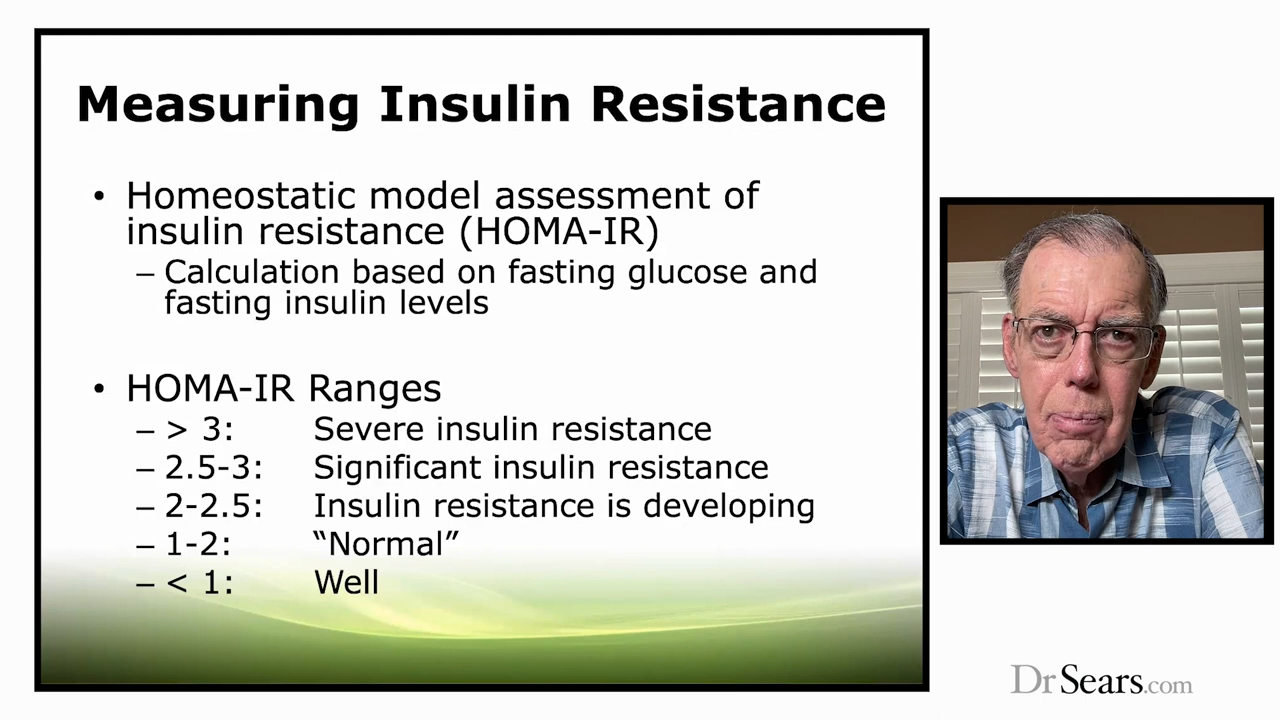 Measuring Insulin Resistance
• Homeostatic model assessment of
insulin resistance (HOMA-IR)
– Calculation based on fasting glucose and
fasting insulin levels
• HOMA-IR Ranges
– > 3: Severe insulin resistance
– 2.5-3: Significant insulin resistance
– 2-2.5: Insulin resistance is developing
– 1-2: “Normal”
– < 1: Well
DrSears.com